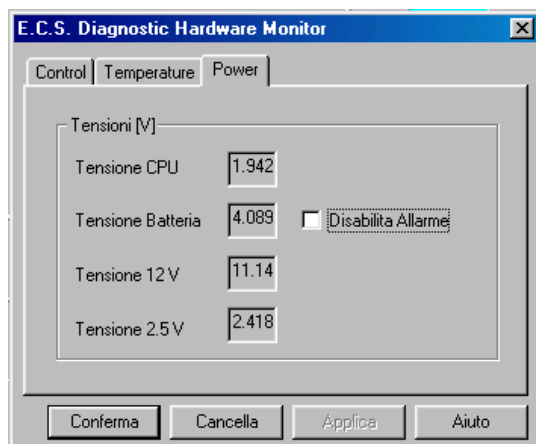 E.C.S. Diagnostic Hardware Monitor
Control Temperature Power
Tensioni [V]
Tensione CPU 1.942
Tensione Batteria 4.089 Disabilita Allarme
Tensione 12 V 11.14
Tensione 2.5 V 2.418
Conferma Cancella Applica Aiuto